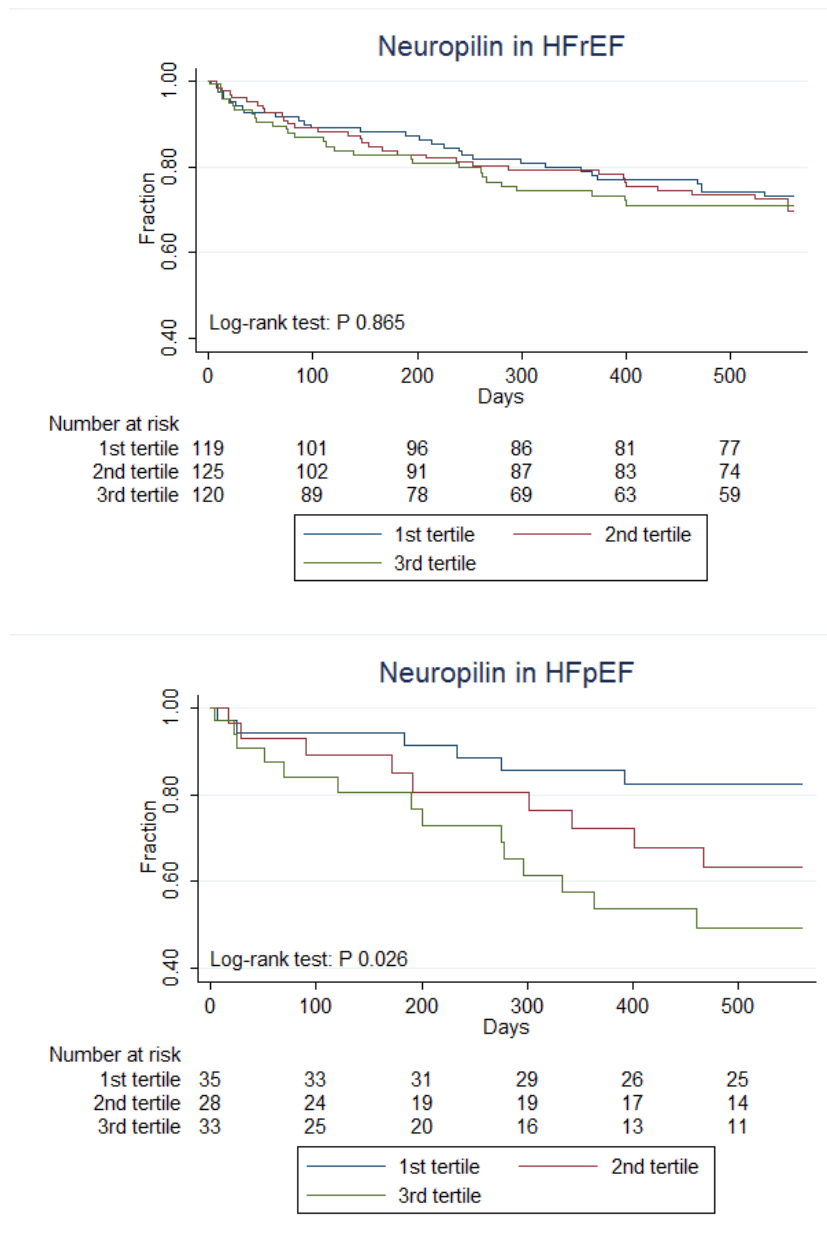 Neuropilin in HFrEF
1.00
0.80
0.60
0.40
Fraction
Log-rank test: P 0.865
0 100 200 300 400 500
Days
Number at risk
1st tertile 119 101 96 86 81 77
2nd tertile 125 102 91 87 83 74
3rd tertile 120 89 78 69 63 59
1st tertile 2nd tertile
3rd tertile
Neuropilin in HFpEF
1.00
0.80
0.60
0.40
Fraction
Log-rank test: P 0.026
0 100 200 300 400 500
Days
Number at risk
1st tertile 35 33 31 29 26 25
2nd tertile 28 24 19 19 17 14
3rd tertile 33 25 20 16 13 11
1st tertile 2nd tertile
3rd tertile